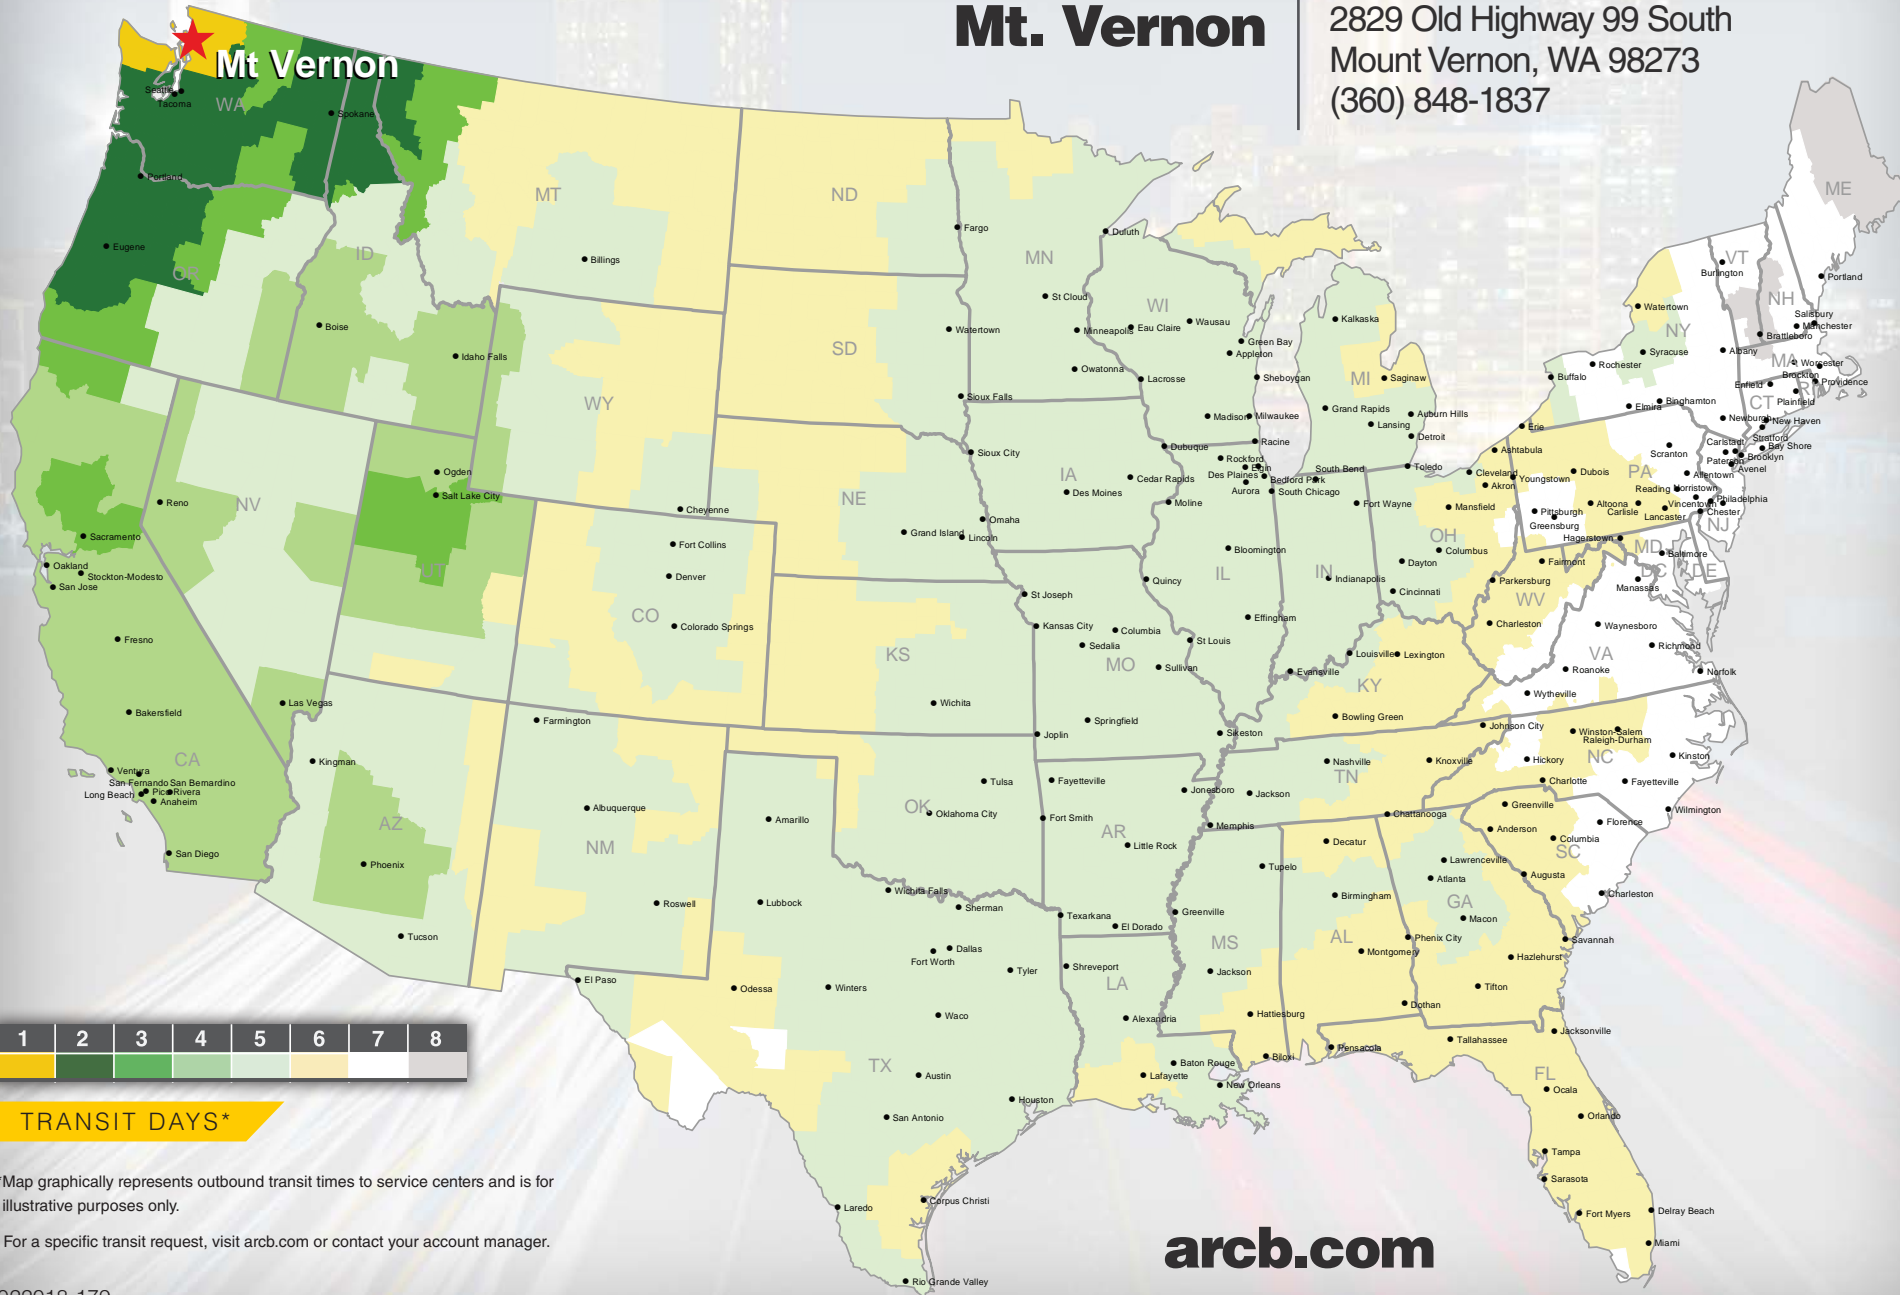 Mt. Vernon
2829 Old Highway 99 South
Mount Vernon, WA 98273
(360) 848-1837
Mt Vernon
Seattle
Tacoma
WA
Spokane
Portland
Eugene
OR
ID
Boise
Idaho Falls
MT
Billings
ND
Fargo
MN
Duluth
St Cloud
Minneapolis
Owatonna
WI
Eau Claire
Wausau
Green Bay
Appleton
Lacrosse
Sheboygan
Madison
Milwaukee
Racine
MI
Kalkaska
Saginaw
Grand Rapids
Lansing
Auburn Hills
Detroit
SD
Watertown
Sioux Falls
WY
Cheyenne
NE
Grand Island
Lincoln
Omaha
IA
Sioux City
Des Moines
Cedar Rapids
Dubuque
Moline
Rockford
Elgin
Des Plaines
Bedford Park
Aurora
South Chicago
South Bend
Fort Wayne
Toledo
IL
Bloomington
Quincy
Effingham
IN
Indianapolis
Evansville
OH
Cleveland
Akron
Ashtabula
Youngstown
Mansfield
Columbus
Dayton
Cincinnati
NV
Reno
Las Vegas
UT
Ogden
Salt Lake City
CO
Fort Collins
Denver
Colorado Springs
KS
Wichita
MO
St Joseph
Kansas City
Columbia
Sedalia
St Louis
Sullivan
Springfield
Joplin
Sikeston
KY
Louisville
Lexington
Bowling Green
WV
Parkersburg
Fairmont
Charleston
VA
Manassas
Waynesboro
Richmond
Roanoke
Norfolk
Wytheville
CA
Sacramento
Oakland
Stockton-Modesto
San Jose
Fresno
Bakersfield
Ventura
San Fernando
San Bernardino
Long Beach
Pico Rivera
Anaheim
San Diego
AZ
Kingman
Phoenix
Tucson
NM
Farmington
Albuquerque
Roswell
OK
Tulsa
Oklahoma City
AR
Fayetteville
Fort Smith
Jonesboro
Little Rock
Texarkana
El Dorado
TN
Nashville
Knoxville
Jackson
Memphis
Chattanooga
Johnson City
NC
Winston-Salem
Raleigh-Durham
Hickory
Charlotte
Fayetteville
Kinston
Wilmington
SC
Greenville
Anderson
Columbia
Florence
Charleston
GA
Lawrenceville
Atlanta
Augusta
Macon
Savannah
Hazlehurst
Tifton
AL
Decatur
Birmingham
Phenix City
Montgomery
Dothan
MS
Tupelo
Greenville
Jackson
Hattiesburg
Biloxi
LA
Shreveport
Alexandria
Baton Rouge
Lafayette
New Orleans
TX
Amarillo
Lubbock
Wichita Falls
Sherman
Dallas
Fort Worth
Tyler
El Paso
Odessa
Winters
Waco
Austin
Houston
San Antonio
Corpus Christi
Laredo
Rio Grande Valley
FL
Pensacola
Tallahassee
Jacksonville
Ocala
Orlando
Tampa
Sarasota
Fort Myers
Delray Beach
Miami
ME
Portland
VT
Burlington
NH
Salisbury
Manchester
Brattleboro
NY
Watertown
Syracuse
Rochester
Buffalo
Albany
Elmira
Binghamton
Newburgh
MA
Worcester
Brockton
RI
Providence
Enfield
Plainfield
CT
New Haven
Stratford
Bay Shore
Carlstadt
Brooklyn
Paterson
Avenel
PA
Erie
Dubois
Scranton
Allentown
Pittsburgh
Greensburg
Altoona
Reading
Norristown
Carlisle
Lancaster
Vincentown
Philadelphia
Chester
NJ
MD
Hagerstown
Baltimore
DC
DE
1 2 3 4 5 6 7 8
TRANSIT DAYS*
*Map graphically represents outbound transit times to service centers and is for
illustrative purposes only.
For a specific transit request, visit arcb.com or contact your account manager.
arcb.com